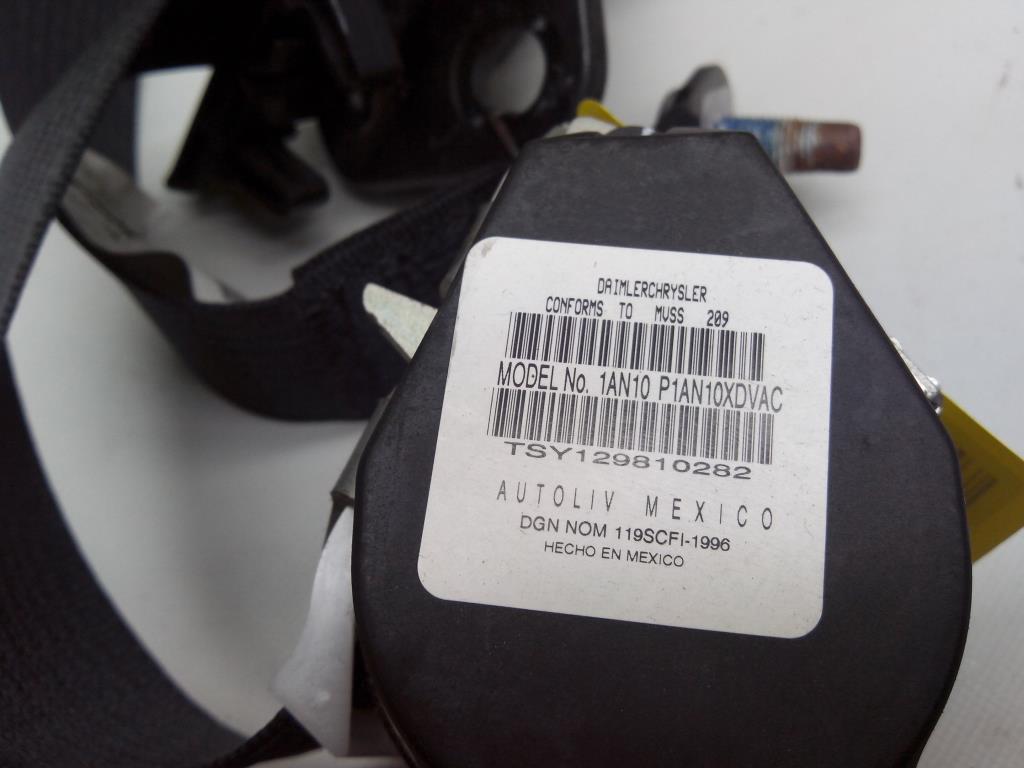 DAIMLERCHRYSLER
CONFORMS TO MVSS 209
MODEL No. 1AN10 P1AN10XDVAC
TSY129810282
AUTOLIV MEXICO
DGN NOM 119SCFI-1996
HECHO EN MEXICO